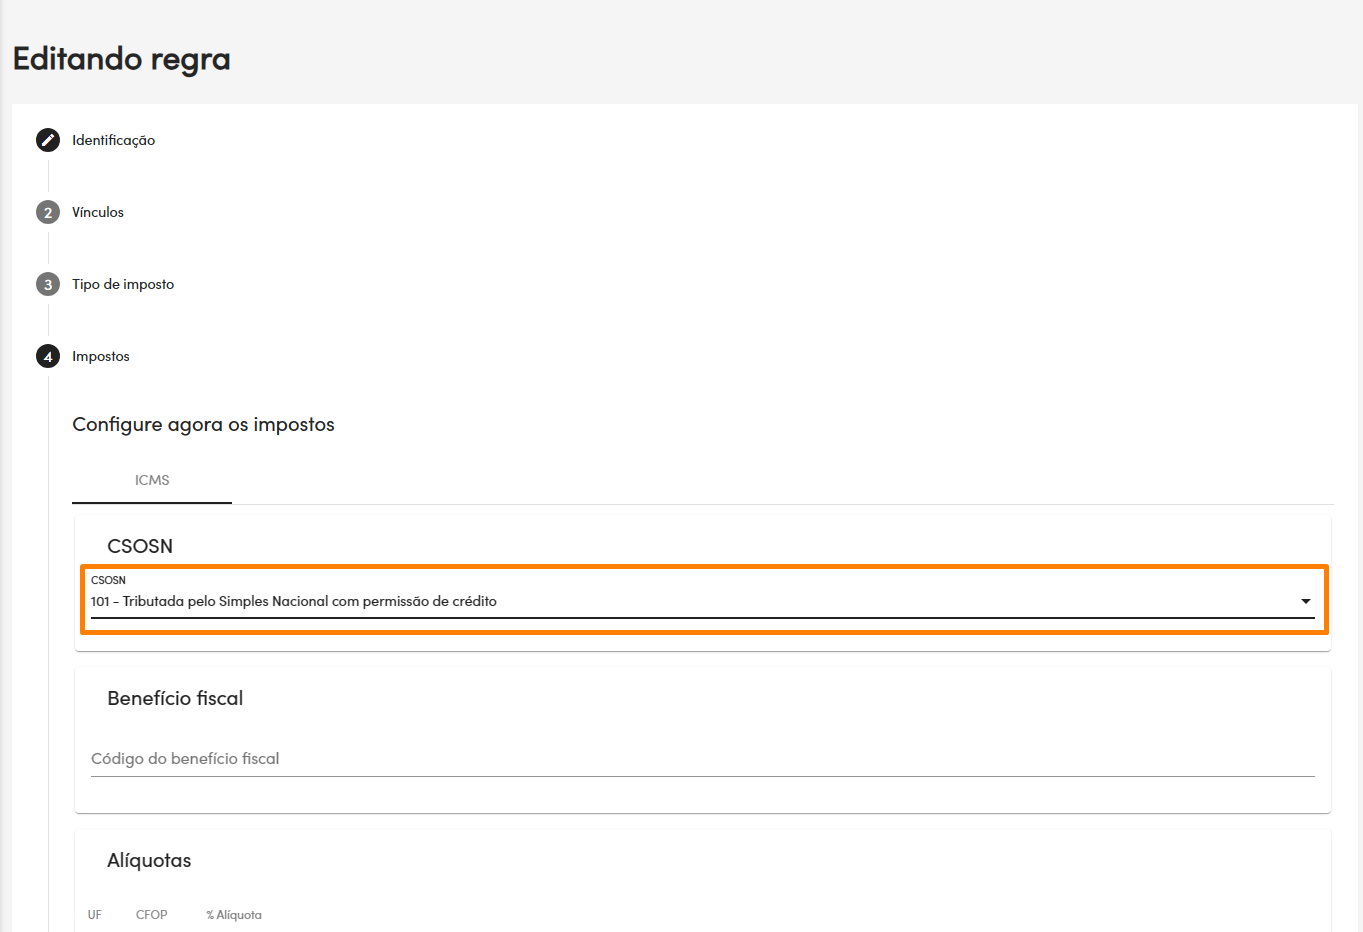 Editando regra
Identificação
2 Vínculos
3 Tipo de imposto
4 Impostos
Configure agora os impostos
ICMS
CSOSN
CSOSN
101 - Tributada pelo Simples Nacional com permissão de crédito
Benefício fiscal
Código do benefício fiscal
Alíquotas
UF CFOP % Alíquota